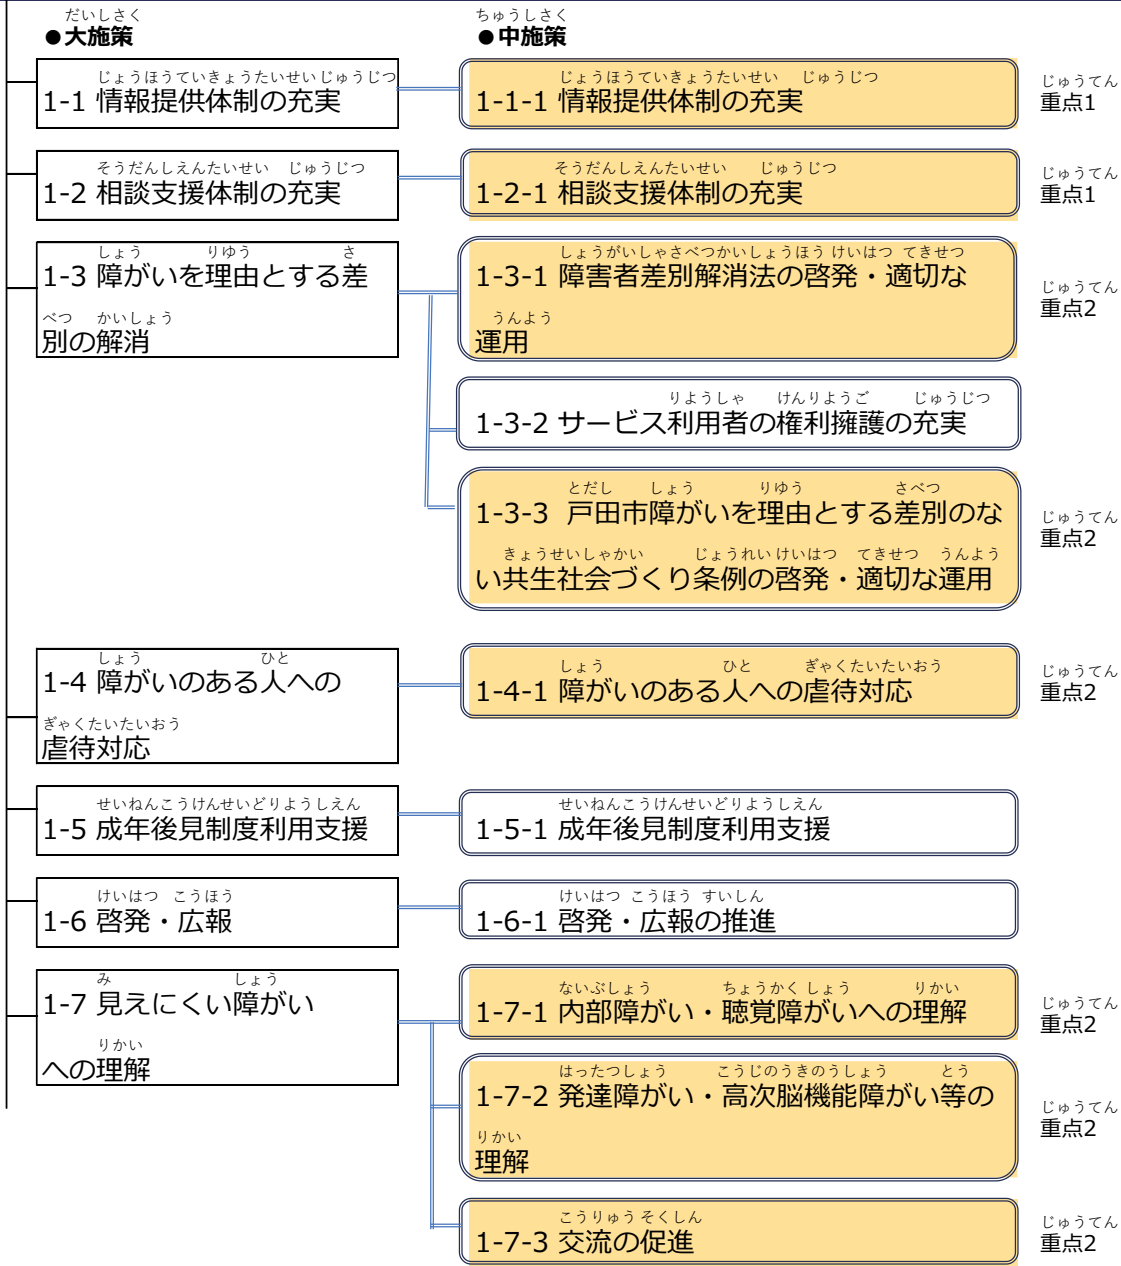 だいしさく ちゅうしさく
●大施策 ●中施策
じょうほうていきょうたいせい じゅうじつ じょうほうていきょうたいせい じゅうじつ じゅうてん
1-1 情報提供体制の充実 1-1-1 情報提供体制の充実 重点1
そうだんしえんたいせい じゅうじつ そうだんしえんたいせい じゅうじつ じゅうてん
1-2 相談支援体制の充実 1-2-1 相談支援体制の充実 重点1
しょう りゆう さ
1-3 障がいを理由とする差
べつ かいしょう
別の解消
しょうがいしゃさべつかいしょうほう けいはつ てきせつ
1-3-1 障害者差別解消法の啓発・適切な
うんよう
運用
じゅうてん
重点2
りようしゃ けんりようご じゅうじつ
1-3-2 サービス利用者の権利擁護の充実
とだし しょう りゆう さべつ
1-3-3 戸田市障がいを理由とする差別のな
きょうせいしゃかい じょうれい けいはつ てきせつ うんよう
い共生社会づくり条例の啓発・適切な運用
じゅうてん
重点2
しょう ひと
1-4 障がいのある人への
ぎゃくたいたいおう
虐待対応
しょう ひと ぎゃくたいたいおう
1-4-1 障がいのある人への虐待対応
じゅうてん
重点2
せいねんこうけんせいどりようしえん せいねんこうけんせいどりようしえん
1-5 成年後見制度利用支援 1-5-1 成年後見制度利用支援
けいはつ こうほう けいはつ こうほう すいしん
1-6 啓発・広報 1-6-1 啓発・広報の推進
み しょう
1-7 見えにくい障がい
りかい
への理解
ないぶしょう ちょうかく しょう りかい
1-7-1 内部障がい・聴覚障がいへの理解
じゅうてん
重点2
はったつしょう こうじのうきのうしょう とう
1-7-2 発達障がい・高次脳機能障がい等の
りかい
理解
じゅうてん
重点2
こうりゅう そくしん
1-7-3 交流の促進
じゅうてん
重点2